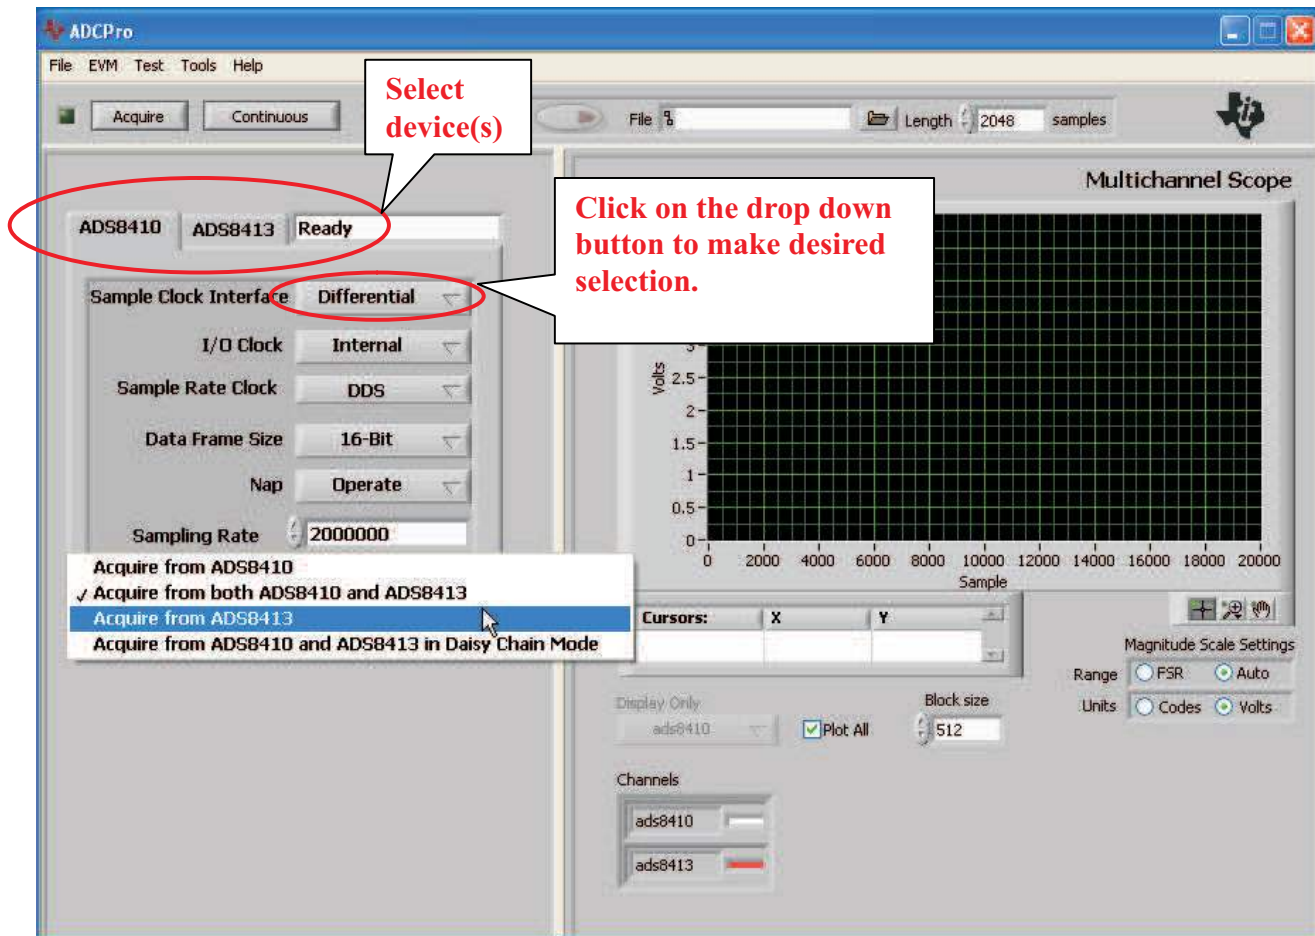 ADCPro
File EVM Test Tools Help
Select
device(s)
Acquire Continuous File Length 2048 samples
Multichannel Scope
ADS8410 ADS8413 Ready
Click on the drop down
button to make desired
selection.
Sample Clock Interface Differential
I/O Clock Internal
Sample Rate Clock DDS
Data Frame Size 16-Bit
Nap Operate
Sampling Rate 2000000
Acquire from ADS8410
✓ Acquire from both ADS8410 and ADS8413
Acquire from ADS8413
Acquire from ADS8410 and ADS8413 in Daisy Chain Mode
Volts
2.5
2
1.5
1
0.5
0
0 2000 4000 6000 8000 10000 12000 14000 16000 18000 20000
Sample
Cursors: X Y
Magnitude Scale Settings
Range FSR Auto
Units Codes Volts
Display Only
ads8410
Plot All
Block size
512
Channels
ads8410
ads8413